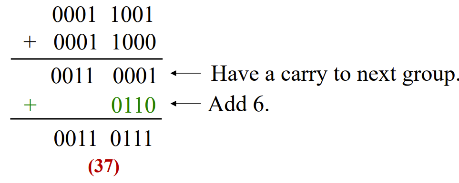 0001 1001
+ 0001 1000
0011 0001 ← Have a carry to next group.
+ 0110 ← Add 6.
0011 0111
(37)